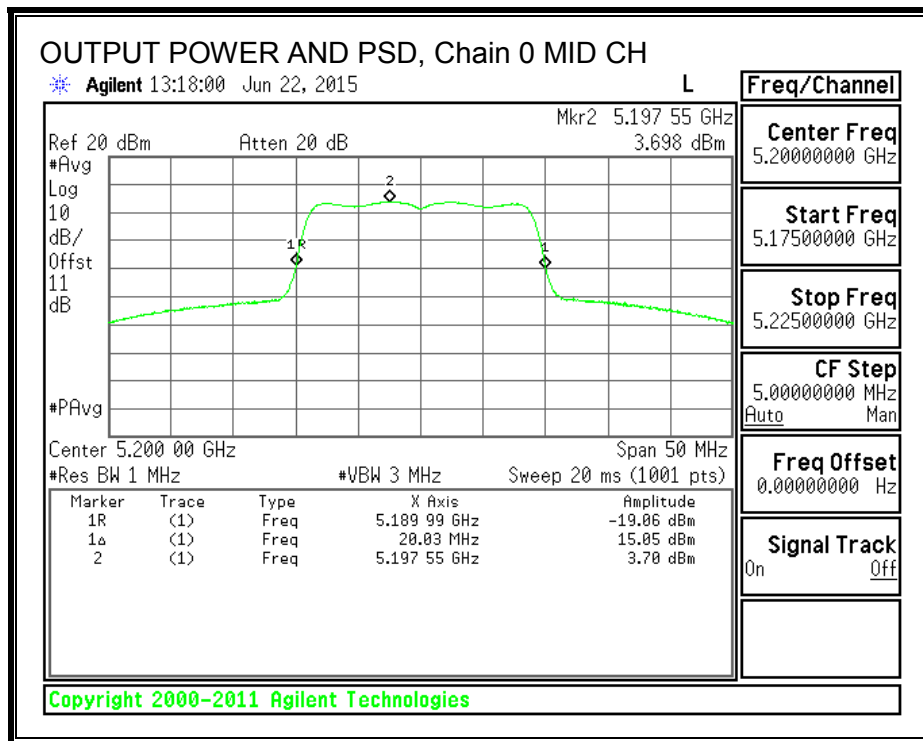 OUTPUT POWER AND PSD, Chain 0 MID CH
Agilent 13:18:00 Jun 22, 2015 L
Freq/Channel
Mkr2 5.197 55 GHz
Ref 20 dBm Atten 20 dB 3.698 dBm
#Avg
Log
10
dB/
Offst
11
dB
#PAvg
2
1R
1
Center 5.200 00 GHz Span 50 MHz
#Res BW 1 MHz #VBW 3 MHz Sweep 20 ms (1001 pts)
Marker Trace Type X Axis Amplitude
1R (1) Freq 5.189 99 GHz -19.06 dBm
1Δ (1) Freq 20.03 MHz 15.05 dBm
2 (1) Freq 5.197 55 GHz 3.70 dBm
Center Freq
5.20000000 GHz
Start Freq
5.17500000 GHz
Stop Freq
5.22500000 GHz
CF Step
5.00000000 MHz
Auto Man
Freq Offset
0.00000000 Hz
Signal Track
On Off
Copyright 2000-2011 Agilent Technologies